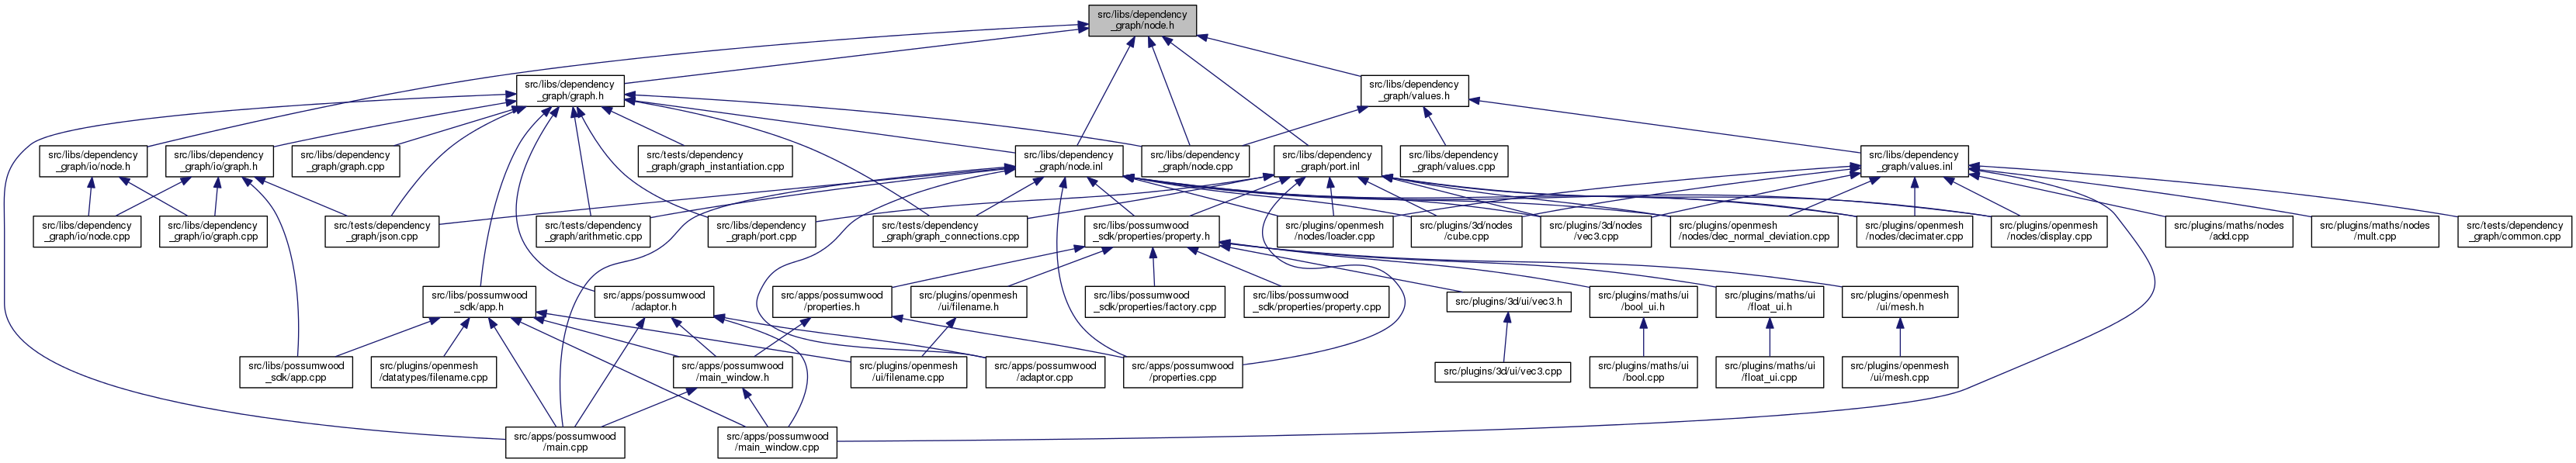 src/libs/dependency
_graph/node.h
src/libs/dependency
_graph/graph.h
src/libs/dependency
_graph/values.h
src/libs/dependency
_graph/io/node.h
src/libs/dependency
_graph/io/graph.h
src/libs/dependency
_graph/graph.cpp
src/tests/dependency
_graph/graph_instantiation.cpp
src/libs/dependency
_graph/node.inl
src/libs/dependency
_graph/node.cpp
src/libs/dependency
_graph/port.inl
src/libs/dependency
_graph/values.cpp
src/libs/dependency
_graph/values.inl
src/libs/dependency
_graph/io/node.cpp
src/libs/dependency
_graph/io/graph.cpp
src/tests/dependency
_graph/json.cpp
src/tests/dependency
_graph/arithmetic.cpp
src/libs/dependency
_graph/port.cpp
src/tests/dependency
_graph/graph_connections.cpp
src/libs/possumwood
_sdk/properties/property.h
src/plugins/openmesh
/nodes/loader.cpp
src/plugins/3d/nodes
/cube.cpp
src/plugins/3d/nodes
/vec3.cpp
src/plugins/openmesh
/nodes/dec_normal_deviation.cpp
src/plugins/openmesh
/nodes/decimater.cpp
src/plugins/openmesh
/nodes/display.cpp
src/plugins/maths/nodes
/add.cpp
src/plugins/maths/nodes
/mult.cpp
src/tests/dependency
_graph/common.cpp
src/libs/possumwood
_sdk/app.h
src/apps/possumwood
/adaptor.h
src/apps/possumwood
/properties.h
src/plugins/openmesh
/ui/filename.h
src/libs/possumwood
_sdk/properties/factory.cpp
src/libs/possumwood
_sdk/properties/property.cpp
src/plugins/3d/ui/vec3.h
src/plugins/maths/ui
/bool_ui.h
src/plugins/maths/ui
/float_ui.h
src/plugins/openmesh
/ui/mesh.h
src/libs/possumwood
_sdk/app.cpp
src/plugins/openmesh
/datatypes/filename.cpp
src/apps/possumwood
/main_window.h
src/plugins/openmesh
/ui/filename.cpp
src/apps/possumwood
/adaptor.cpp
src/apps/possumwood
/properties.cpp
src/plugins/3d/ui/vec3.cpp
src/plugins/maths/ui
/bool.cpp
src/plugins/maths/ui
/float_ui.cpp
src/plugins/openmesh
/ui/mesh.cpp
src/apps/possumwood
/main.cpp
src/apps/possumwood
/main_window.cpp